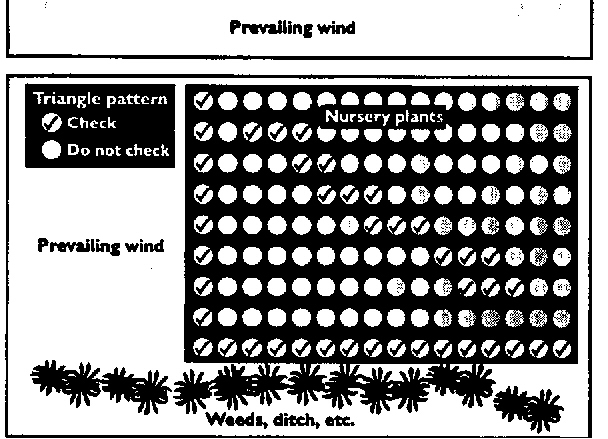 Prevailing wind
Triangle pattern
Check
Do not check
Nursery plants
Prevailing wind
Weeds, ditch, etc.